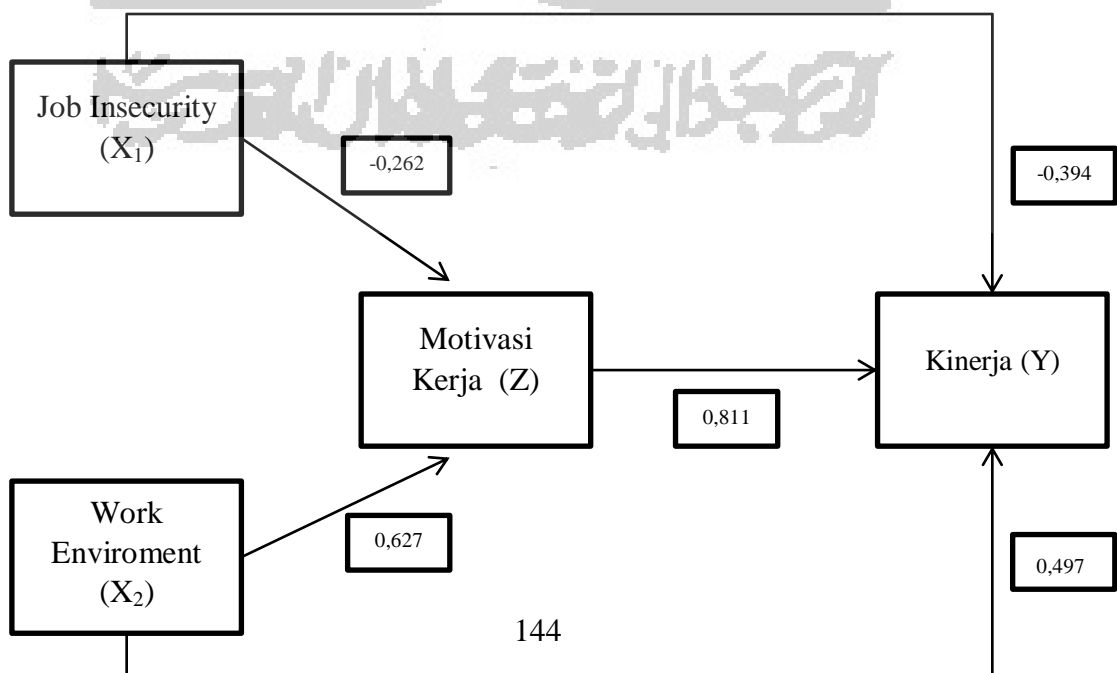 Job Insecurity
(X₁)
-0,262
-0,394
Motivasi
Kerja (Z)
Kinerja (Y)
0,811
Work
Enviroment
(X₂)
0,627
0,497
144